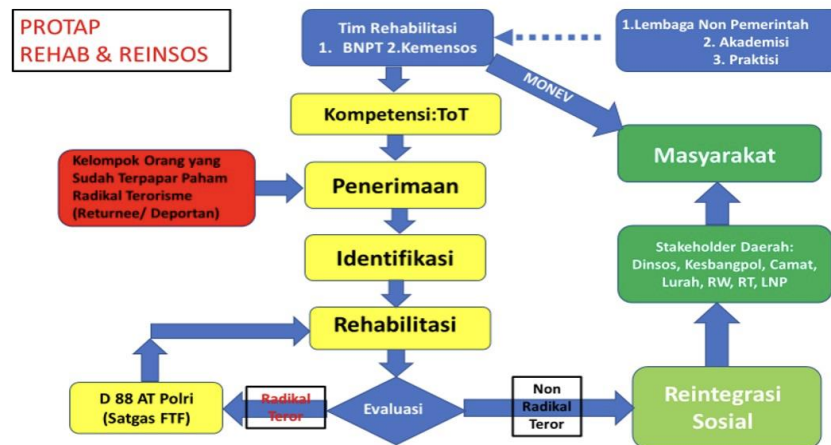 PROTAP
REHAB & REINSOS
Tim Rehabilitasi
1. BNPT 2.Kemensos
1.Lembaga Non Pemerintah
2. Akademisi
3. Praktisi
MONEV
Kompetensi:ToT
Kelompok Orang yang
Sudah Terpapar Paham
Radikal Terorisme
(Returnee/ Deportan)
Penerimaan
Masyarakat
Identifikasi
Stakeholder Daerah:
Dinsos, Kesbangpol, Camat,
Lurah, RW, RT, LNP
Rehabilitasi
D 88 AT Polri
(Satgas FTF)
Radikal
Teror
Evaluasi
Non
Radikal
Teror
Reintegrasi
Sosial